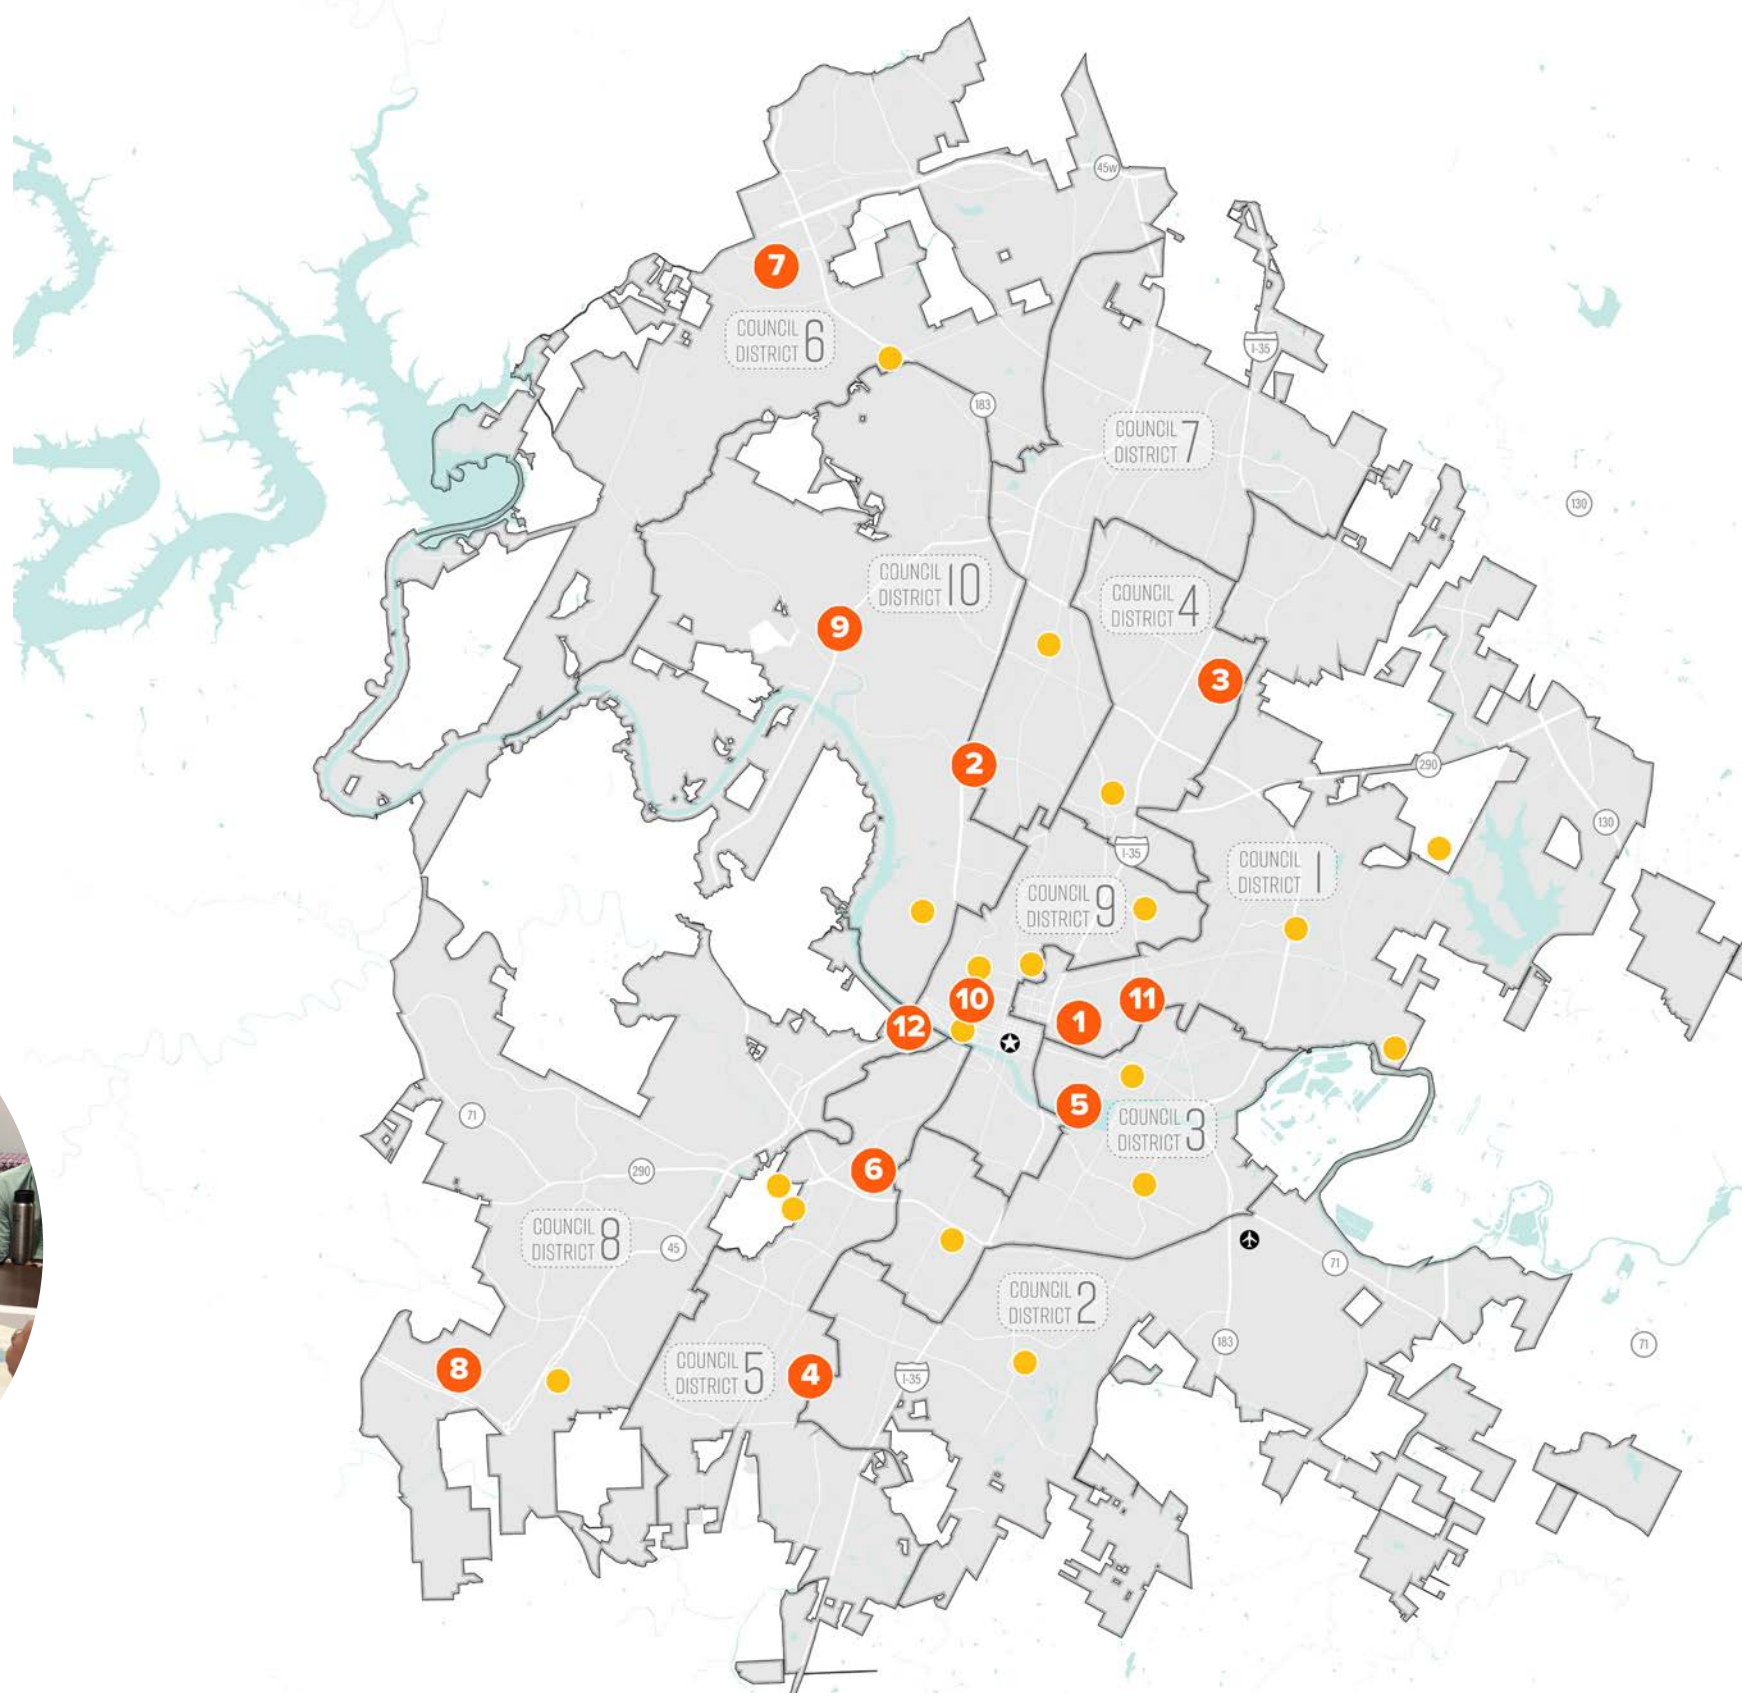 45W
7
COUNCIL
DISTRICT 6
I-35
183
COUNCIL
DISTRICT 7
130
COUNCIL
DISTRICT 10
COUNCIL
DISTRICT 4
9
3
2
290
130
I-35
COUNCIL
DISTRICT 1
COUNCIL
DISTRICT 9
10
11
12
1
5
71
COUNCIL
DISTRICT 3
290
6
COUNCIL
DISTRICT 8
45
71
COUNCIL
DISTRICT 2
183
71
8
COUNCIL
DISTRICT 5
4
I-35